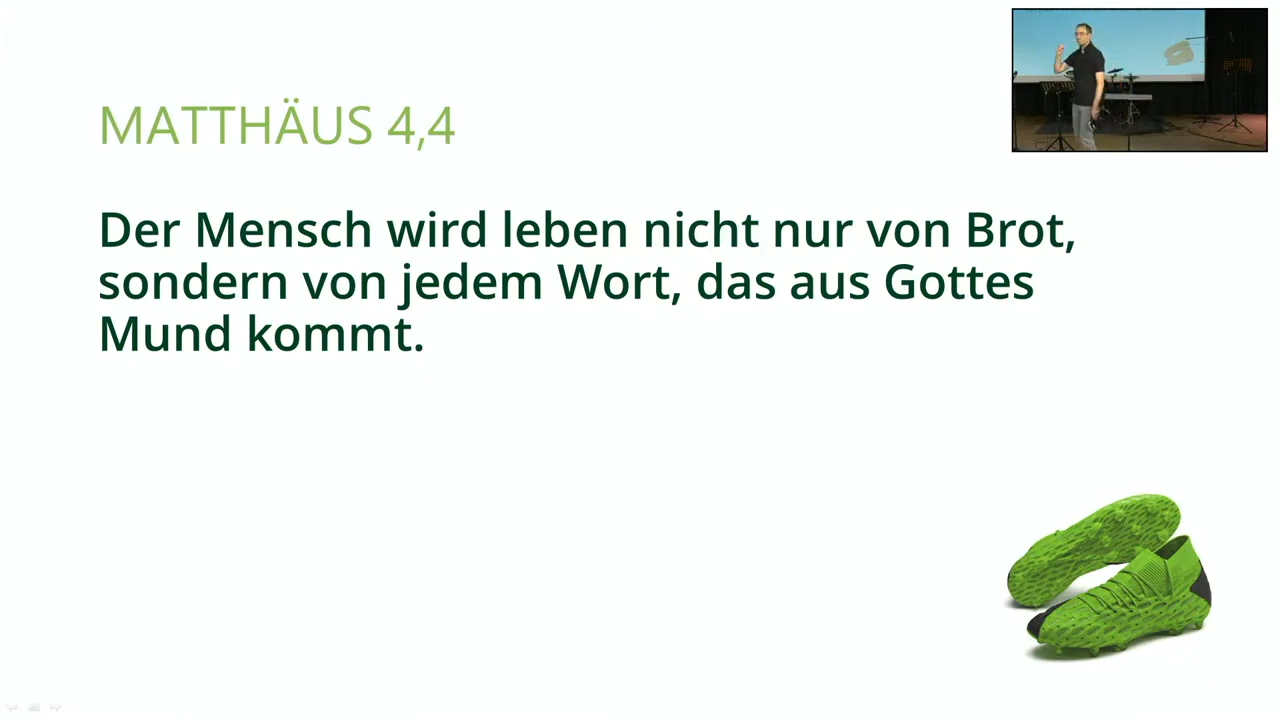 MATTHÄUS 4,4
Der Mensch wird leben nicht nur von Brot,
sondern von jedem Wort, das aus Gottes
Mund kommt.